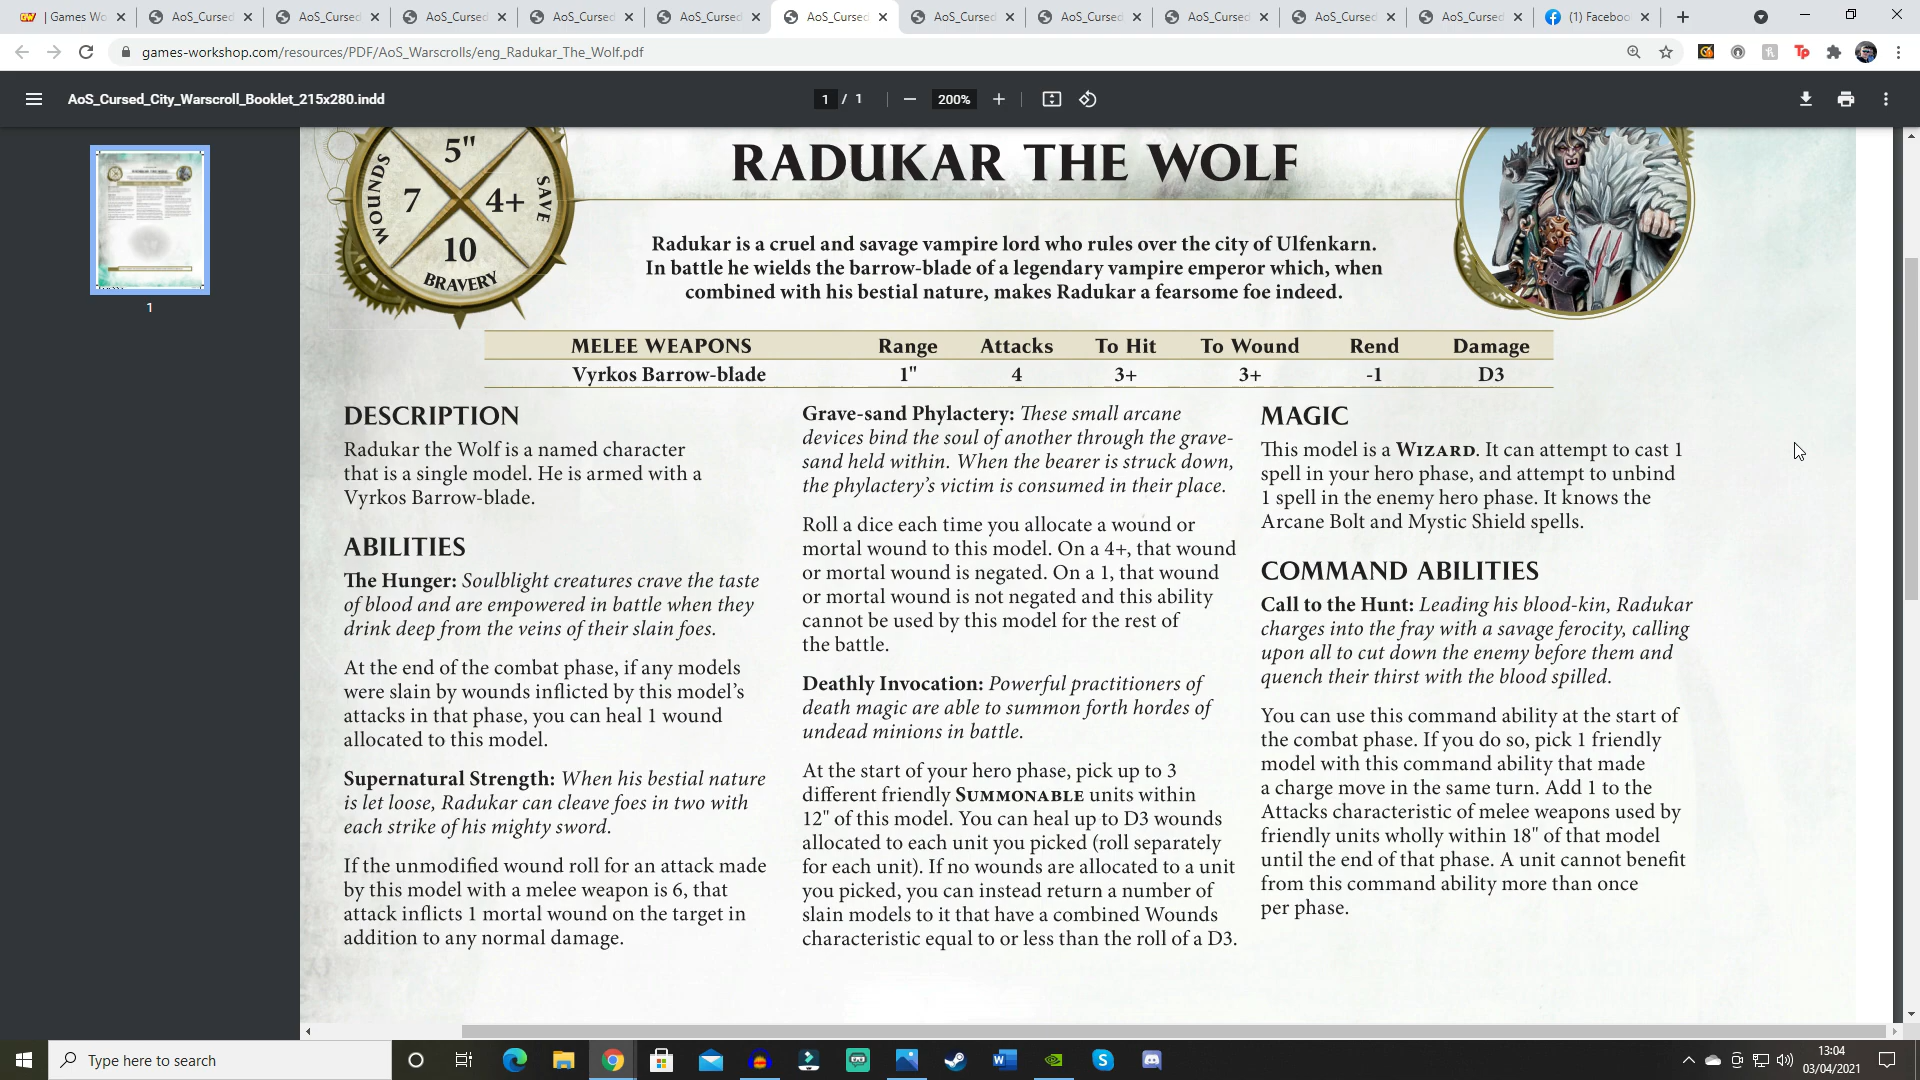 | Games Wo
AoS_Cursed
AoS_Cursed
AoS_Cursed
AoS_Cursed
AoS_Cursed
AoS_Cursed
AoS_Cursed
AoS_Cursed
AoS_Cursed
AoS_Cursed
AoS_Cursed
(1) Faceboo
games-workshop.com/resources/PDF/AoS_Warscrolls/eng_Radukar_The_Wolf.pdf
AoS_Cursed_City_Warscroll_Booklet_215x280.indd
1 / 1
200%
1
5"
WOUNDS 7
4+ SAVE
10
BRAVERY
RADUKAR THE WOLF
Radukar is a cruel and savage vampire lord who rules over the city of Ulfenkarn.
In battle he wields the barrow-blade of a legendary vampire emperor which, when
combined with his bestial nature, makes Radukar a fearsome foe indeed.
MELEE WEAPONS Range Attacks To Hit To Wound Rend Damage
Vyrkos Barrow-blade 1" 4 3+ 3+ -1 D3
DESCRIPTION
Radukar the Wolf is a named character
that is a single model. He is armed with a
Vyrkos Barrow-blade.
ABILITIES
The Hunger: Soulblight creatures crave the taste
of blood and are empowered in battle when they
drink deep from the veins of their slain foes.
At the end of the combat phase, if any models
were slain by wounds inflicted by this model's
attacks in that phase, you can heal 1 wound
allocated to this model.
Supernatural Strength: When his bestial nature
is let loose, Radukar can cleave foes in two with
each strike of his mighty sword.
If the unmodified wound roll for an attack made
by this model with a melee weapon is 6, that
attack inflicts 1 mortal wound on the target in
addition to any normal damage.
Grave-sand Phylactery: These small arcane
devices bind the soul of another through the grave-
sand held within. When the bearer is struck down,
the phylactery's victim is consumed in their place.
Roll a dice each time you allocate a wound or
mortal wound to this model. On a 4+, that wound
or mortal wound is negated. On a 1, that wound
or mortal wound is not negated and this ability
cannot be used by this model for the rest of
the battle.
Deathly Invocation: Powerful practitioners of
death magic are able to summon forth hordes of
undead minions in battle.
At the start of your hero phase, pick up to 3
different friendly SUMMONABLE units within
12" of this model. You can heal up to D3 wounds
allocated to each unit you picked (roll separately
for each unit). If no wounds are allocated to a unit
you picked, you can instead return a number of
slain models to it that have a combined Wounds
characteristic equal to or less than the roll of a D3.
MAGIC
This model is a WIZARD. It can attempt to cast 1
spell in your hero phase, and attempt to unbind
1 spell in the enemy hero phase. It knows the
Arcane Bolt and Mystic Shield spells.
COMMAND ABILITIES
Call to the Hunt: Leading his blood-kin, Radukar
charges into the fray with a savage ferocity, calling
upon all to cut down the enemy before them and
quench their thirst with the blood spilled.
You can use this command ability at the start of
the combat phase. If you do so, pick 1 friendly
model with this command ability that made
a charge move in the same turn. Add 1 to the
Attacks characteristic of melee weapons used by
friendly units wholly within 18" of that model
until the end of that phase. A unit cannot benefit
from this command ability more than once
per phase.
Type here to search
13:04
03/04/2021